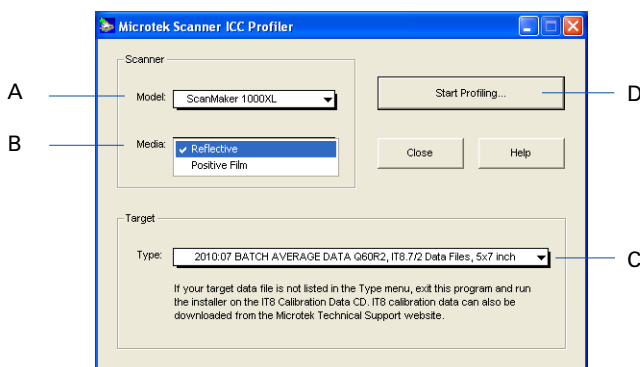 Microtek Scanner ICC Profiler
Scanner
A
Model:
ScanMaker 1000XL
Start Profiling...
D
B
Media:
Reflective
Positive Film
Close
Help
Target
Type:
2010:07 BATCH AVERAGE DATA Q60R2, IT8.7/2 Data Files, 5x7 inch
C
If your target data file is not listed in the Type menu, exit this program and run
the installer on the IT8 Calibration Data CD. IT8 calibration data can also be
downloaded from the Microtek Technical Support website.